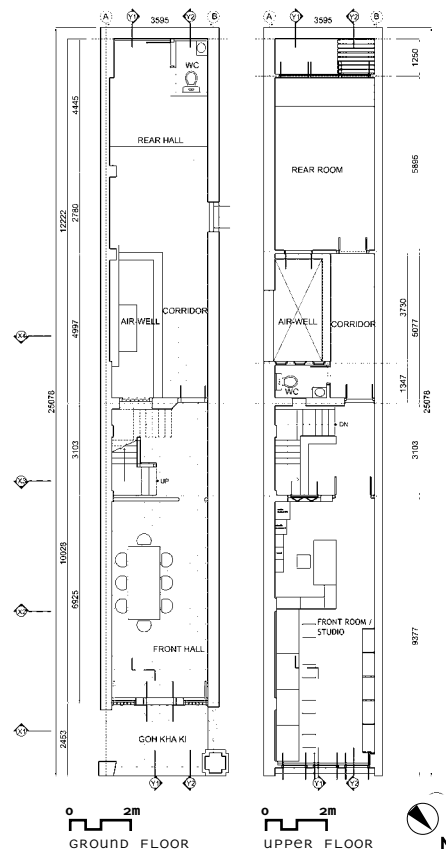 A Y1 3595 Y2 B
WC
4445
REAR HALL
12222
2780
AIR-WELL
CORRIDOR
X4
4997
25078
3103
X3
UP
10028
6925
X2
FRONT HALL
X1
2453
GOH KHA KI
Y1 Y2
0 2m
GROUND FLOOR
A Y1 3595 Y2 B
1250
REAR ROOM
5895
AIR-WELL
CORRIDOR
3730
5077
WC
1347
25078
DN
3103
FRONT ROOM /
STUDIO
9377
Y1 Y2
0 2m
UPPER FLOOR
N